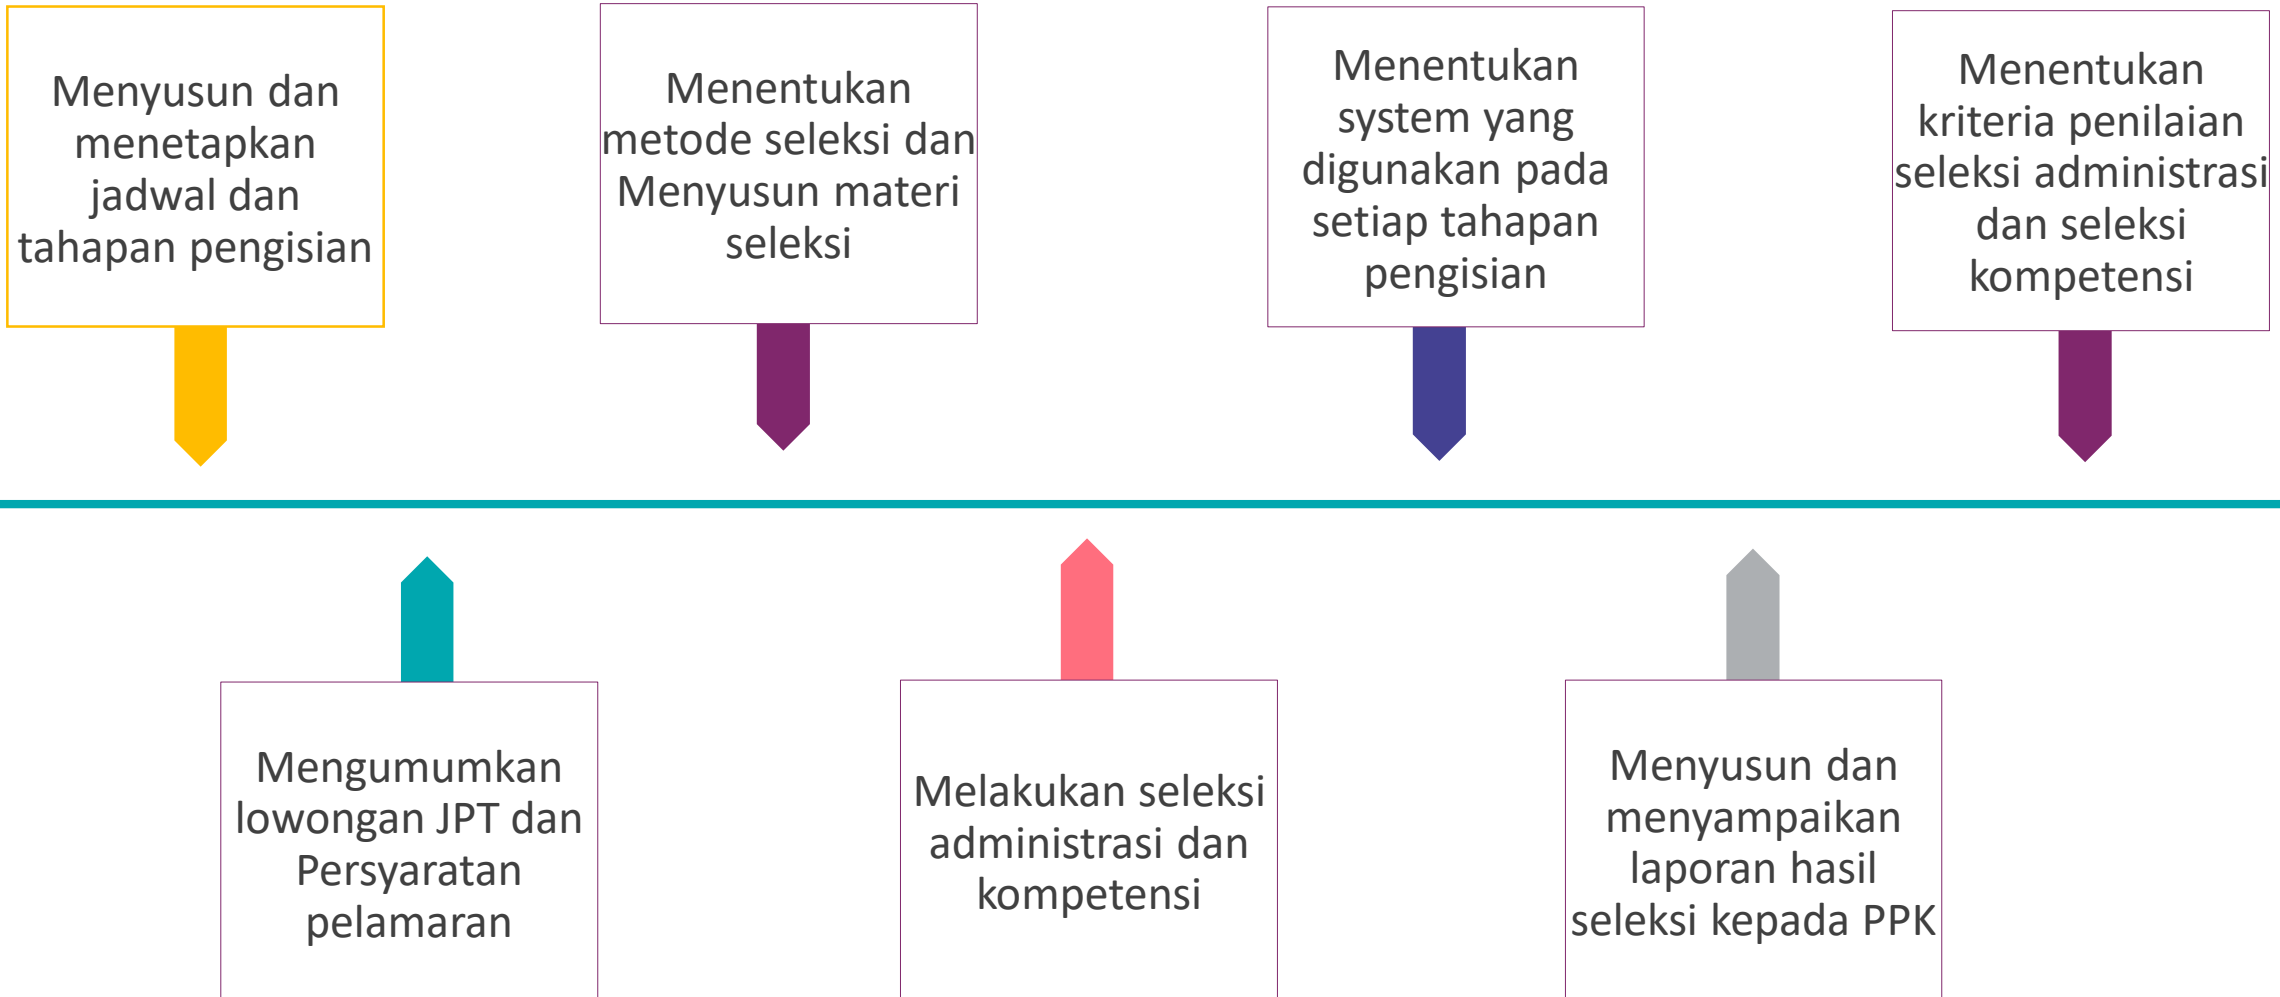 Menyusun dan
menetapkan
jadwal dan
tahapan pengisian
Menentukan
metode seleksi dan
Menyusun materi
seleksi
Menentukan
system yang
digunakan pada
setiap tahapan
pengisian
Menentukan
kriteria penilaian
seleksi administrasi
dan seleksi
kompetensi
Mengumumkan
lowongan JPT dan
Persyaratan
pelamaran
Melakukan seleksi
administrasi dan
kompetensi
Menyusun dan
menyampaikan
laporan hasil
seleksi kepada PPK